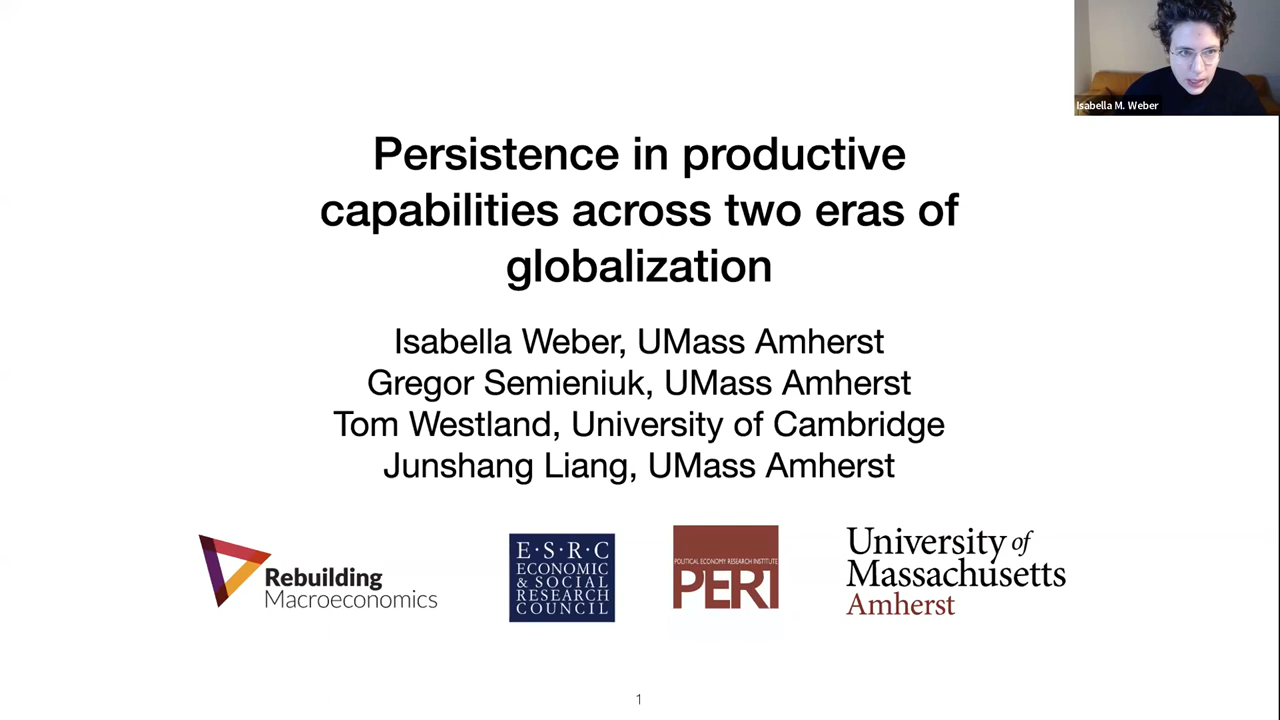 Isabella M. Weber
Persistence in productive
capabilities across two eras of
globalization
Isabella Weber, UMass Amherst
Gregor Semieniuk, UMass Amherst
Tom Westland, University of Cambridge
Junshang Liang, UMass Amherst
Rebuilding
Macroeconomics
E·S·R·C
ECONOMIC
& SOCIAL
RESEARCH
COUNCIL
POLITICAL ECONOMY RESEARCH INSTITUTE
PERI
University of
Massachusetts
Amherst
1